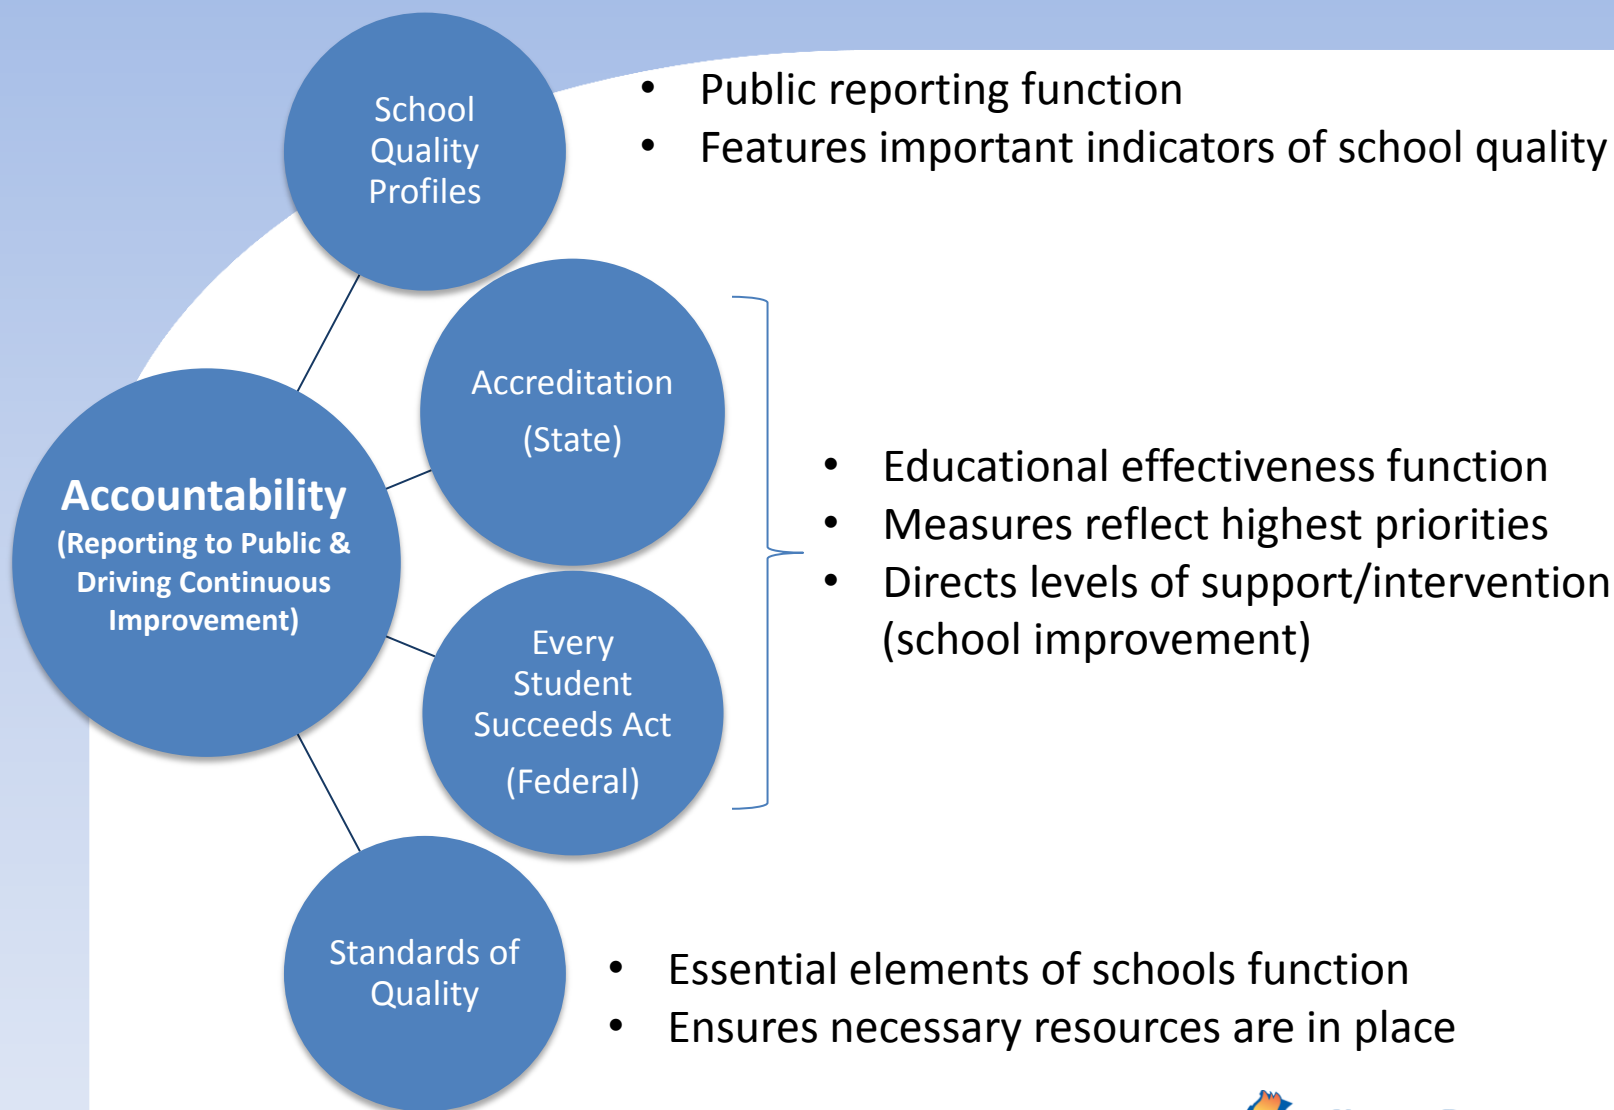 School
Quality
Profiles
• Public reporting function
• Features important indicators of school quality
Accreditation
(State)
Accountability
(Reporting to Public &
Driving Continuous
Improvement)
• Educational effectiveness function
• Measures reflect highest priorities
• Directs levels of support/intervention
(school improvement)
Every
Student
Succeeds Act
(Federal)
Standards of
Quality
• Essential elements of schools function
• Ensures necessary resources are in place